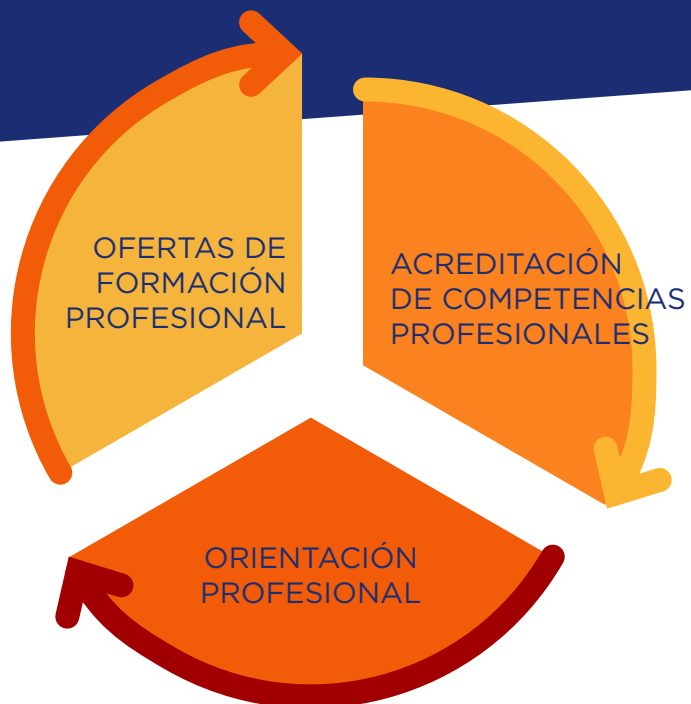 OFERTAS DE
FORMACIÓN
PROFESIONAL
ACREDITACIÓN
DE COMPETENCIAS
PROFESIONALES
ORIENTACIÓN
PROFESIONAL